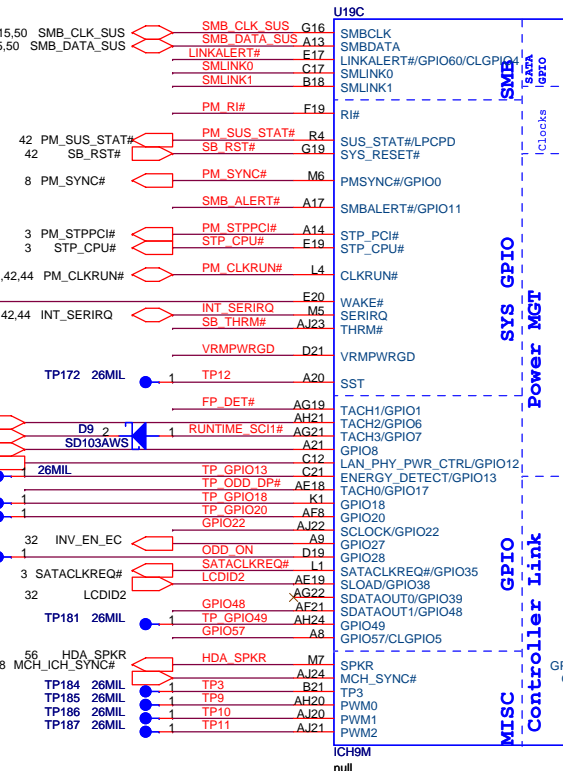 U19C
15,50 SMB_CLK_SUS SMB_CLK_SUS G16 SMBCLK
5,50 SMB_DATA_SUS SMB_DATA_SUS A13 SMBDATA
LINKALERT# E17 LINKALERT#/GPIO60/CLGPIO4
SMLINK0 C17 SMLINK0
SMLINK1 B18 SMLINK1
SMB
SATA
GPIO
PM_RI# F19 RI#
Clocks
42 PM_SUS_STAT# PM_SUS_STAT# R4 SUS_STAT#/LPCPD
42 SB_RST# SB_RST# G19 SYS_RESET#
8 PM_SYNC# PM_SYNC# M6 PMSYNC#/GPIO0
SMB_ALERT# A17 SMBALERT#/GPIO11
3 PM_STPPCI# PM_STPPCI# A14 STP_PCI#
3 STP_CPU# STP_CPU# E19 STP_CPU#
,42,44 PM_CLKRUN# PM_CLKRUN# L4 CLKRUN#
E20 WAKE#
42,44 INT_SERIRQ INT_SERIRQ M5 SERIRQ
SB_THRM# AJ23 THRM#
VRMPWRGD D21 VRMPWRGD
TP172 26MIL 1 TP12 A20 SST
SYS GPIO
Power MGT
FP_DET# AG19 TACH1/GPIO1
AH21 TACH2/GPIO6
D9 2 1 RUNTIME_SCI1# AG21 TACH3/GPIO7
SD103AWS A21 GPIO8
C12 LAN_PHY_PWR_CTRL/GPIO12
26MIL 1 TP_GPIO13 C21 ENERGY_DETECT/GPIO13
TP_ODD_DP# AE18 TACH0/GPIO17
1 TP_GPIO18 K1 GPIO18
1 TP_GPIO20 AF8 GPIO20
GPIO22 AJ22 SCLOCK/GPIO22
32 INV_EN_EC A9 GPIO27
1 ODD_ON D19 GPIO28
3 SATACLKREQ# SATACLKREQ# L1 SATACLKREQ#/GPIO35
32 LCDID2 LCDID2 AE19 SLOAD/GPIO38
AG22 SDATAOUT0/GPIO39
GPIO48 AF21 SDATAOUT1/GPIO48
TP181 26MIL 1 TP_GPIO49 AH24 GPIO49
GPIO57 A8 GPIO57/CLGPIO5
GPIO
Controller Link
56 HDA_SPKR HDA_SPKR M7 SPKR
8 MCH_ICH_SYNC# AJ24 MCH_SYNC#
TP184 26MIL 1 TP3 B21 TP3
TP185 26MIL 1 TP9 AH20 PWM0
TP186 26MIL 1 TP10 AJ20 PWM1
TP187 26MIL 1 TP11 AJ21 PWM2
MISC
ICH9M
null